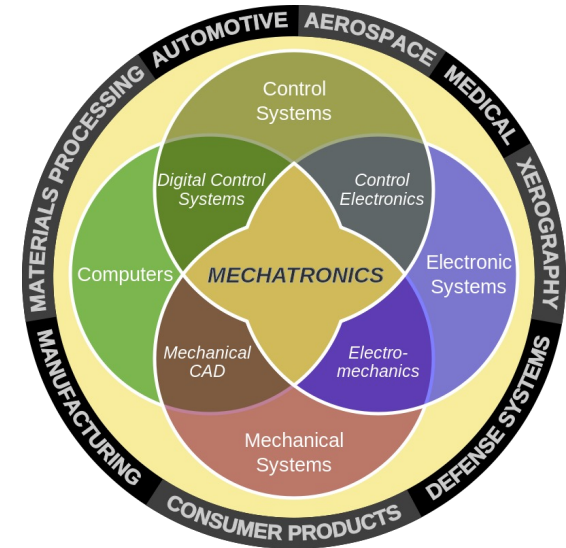 AUTOMOTIVE
AEROSPACE
MEDICAL
XEROGRAPHY
DEFENSE SYSTEMS
CONSUMER PRODUCTS
MANUFACTURING
MATERIALS PROCESSING
Control
Systems
Digital Control
Systems
Control
Electronics
Computers
MECHATRONICS
Electronic
Systems
Mechanical
CAD
Electro-
mechanics
Mechanical
Systems